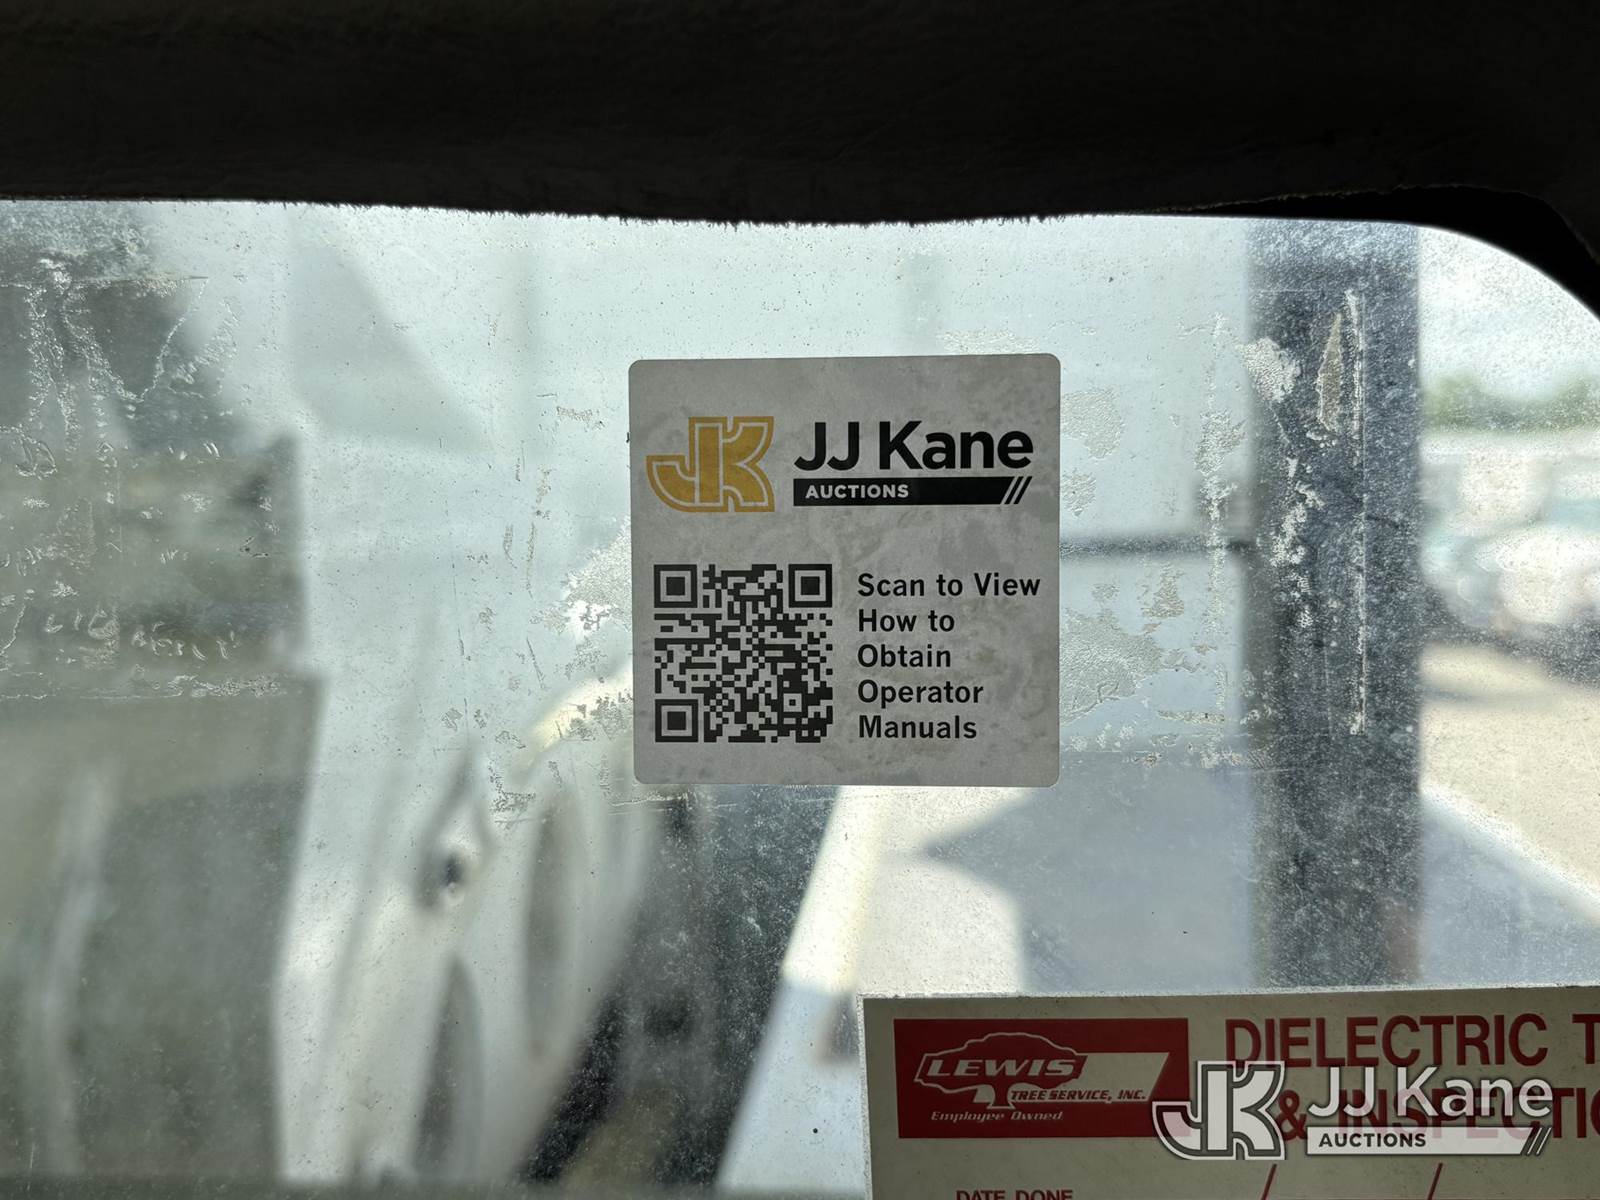 JK
JJ Kane
AUCTIONS
Scan to View
How to
Obtain
Operator
Manuals
LEWIS
TREE SERVICE, INC.
Employee Owned
DIELECTRIC T
& INSPECTIO
DATE DONE
JK
JJ Kane
AUCTIONS